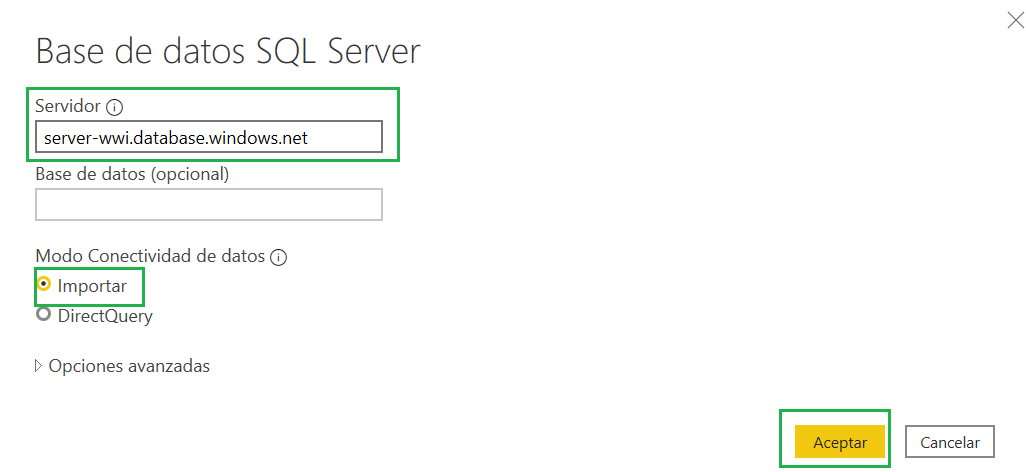 Base de datos SQL Server
Servidor
server-wwi.database.windows.net
Base de datos (opcional)
Modo Conectividad de datos
Importar
DirectQuery
Opciones avanzadas
Aceptar Cancelar